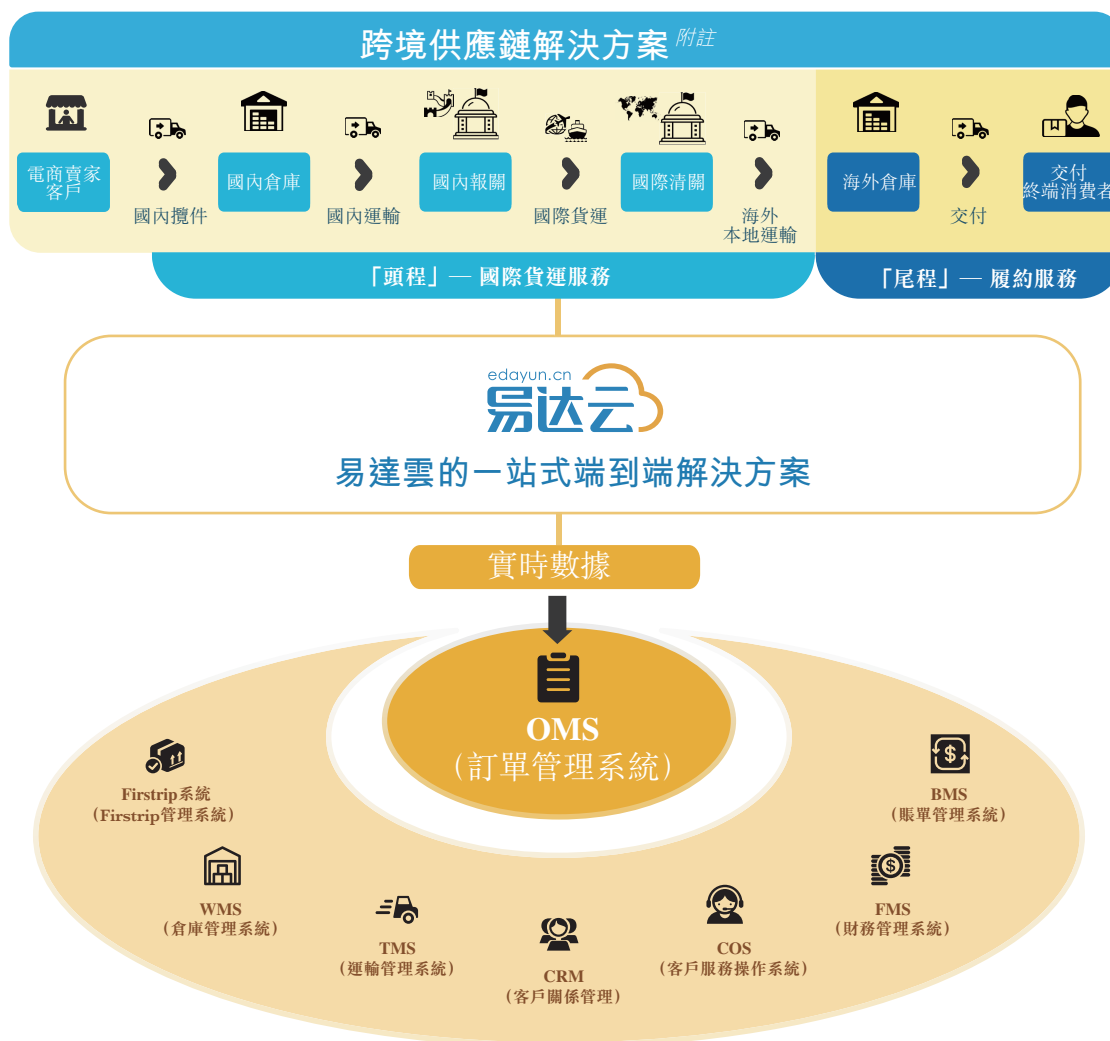 跨境供應鏈解決方案 附註
電商賣家
客戶
國內攬件
國內倉庫
國內運輸
國內報關
國際貨運
國際清關
海外
本地運輸
海外倉庫
交付
交付
終端消費者
「頭程」— 國際貨運服務
「尾程」— 履約服務
edayun.cn
易达云
易達雲的一站式端到端解決方案
實時數據
OMS
(訂單管理系統)
Firstrip系統
(Firstrip管理系統)
BMS
(賬單管理系統)
WMS
(倉庫管理系統)
FMS
(財務管理系統)
TMS
(運輸管理系統)
COS
(客戶服務操作系統)
CRM
(客戶關係管理)